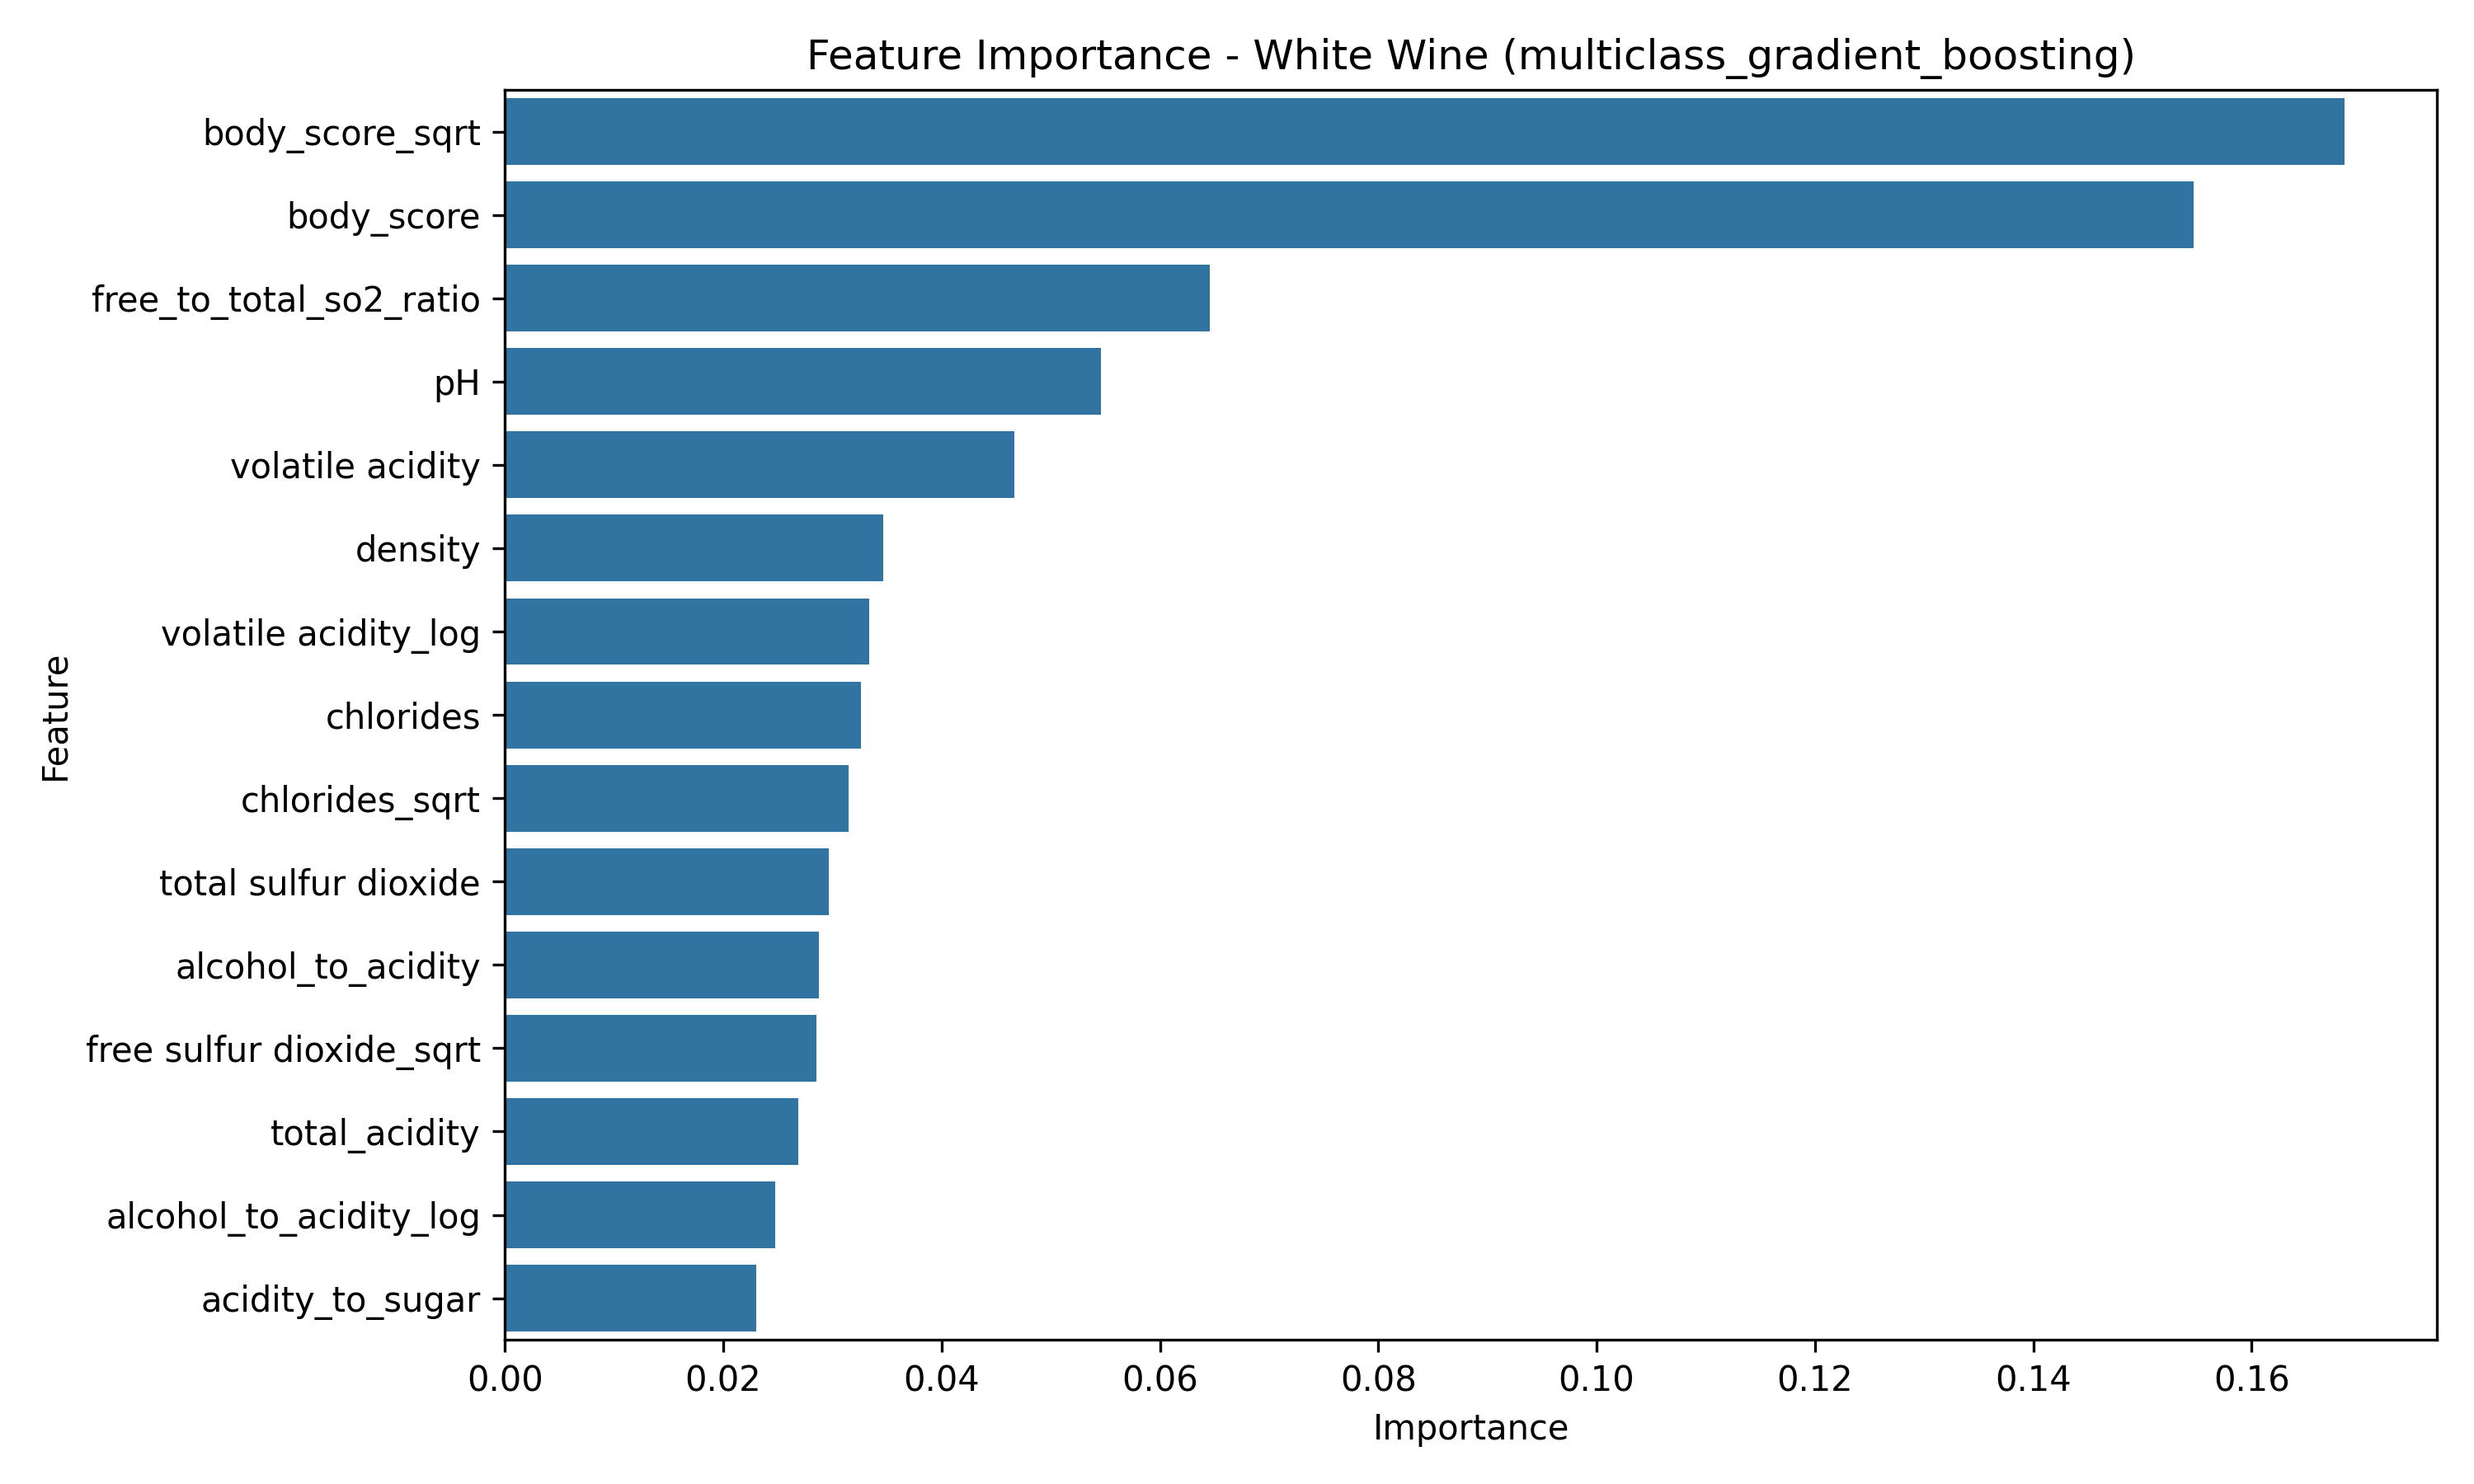 Feature Importance - White Wine (multiclass_gradient_boosting)
body_score_sqrt
body_score
free_to_total_so2_ratio
pH
volatile acidity
density
volatile acidity_log
chlorides
chlorides_sqrt
total sulfur dioxide
alcohol_to_acidity
free sulfur dioxide_sqrt
total_acidity
alcohol_to_acidity_log
acidity_to_sugar
Feature
0.00 0.02 0.04 0.06 0.08 0.10 0.12 0.14 0.16
Importance